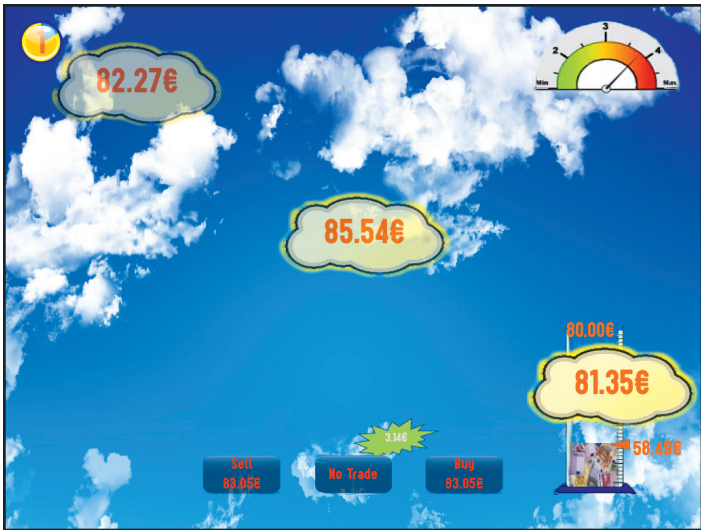 1
82.27€
2
3
4
Min
Max
85.54€
80.00€
81.35€
58.49€
3.14€
Sell
83.05€
No Trade
Buy
83.05€